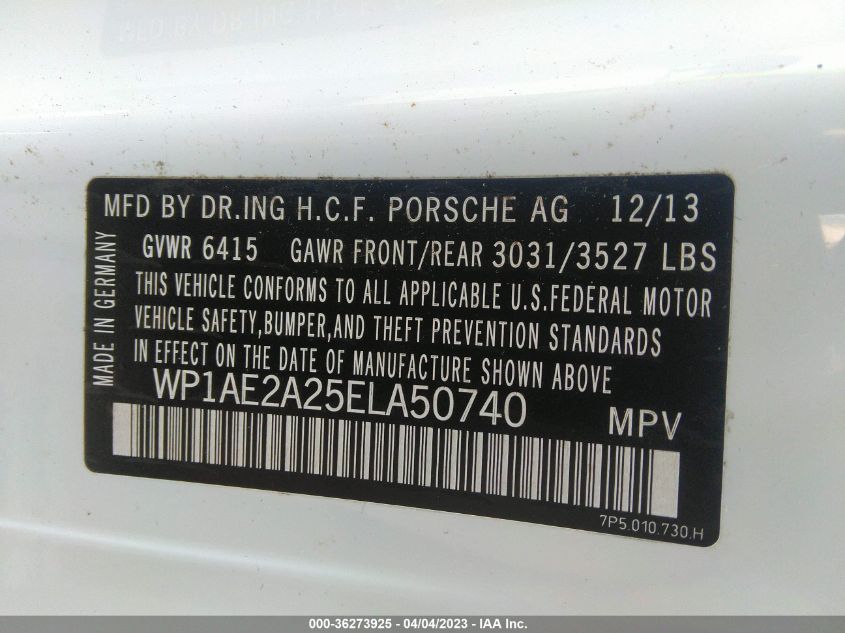 MFD BY DR.ING H.C.F. PORSCHE AG 12/13
GVWR 6415 GAWR FRONT/REAR 3031/3527 LBS
THIS VEHICLE CONFORMS TO ALL APPLICABLE U.S.FEDERAL MOTOR
VEHICLE SAFETY,BUMPER,AND THEFT PREVENTION STANDARDS
IN EFFECT ON THE DATE OF MANUFACTURE SHOWN ABOVE
MADE IN GERMANY
WP1AE2A25ELA50740 MPV
7P5.010.730.H
000-36273925 - 04/04/2023 - IAA Inc.